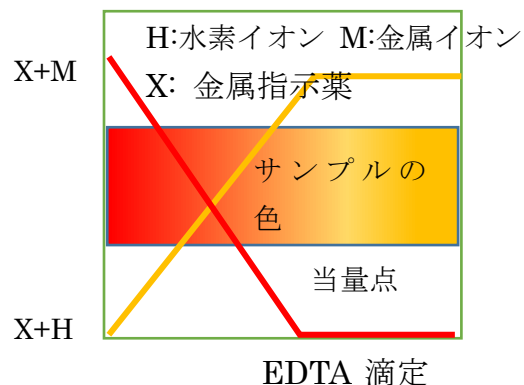 H:水素イオン M:金属イオン
X+M
X: 金属指示薬
サンプルの
色
当量点
X+H
EDTA 滴定